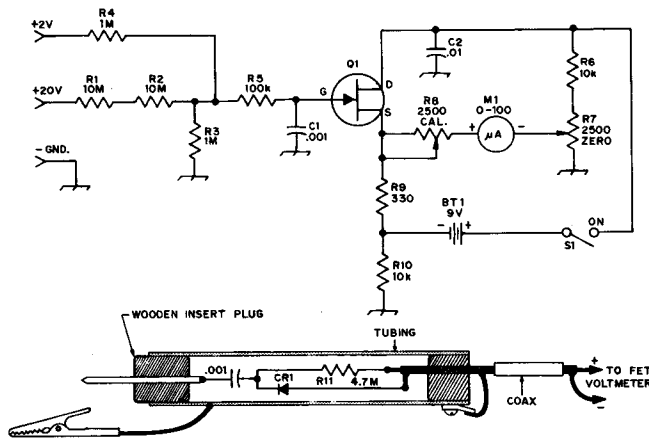 +2V
R4
1M
+20V
R1
10M
R2
10M
R3
1M
R5
100k
C1
.001
-GND.
Q1
G
D
S
C2
.01
R6
10k
R8
2500
CAL.
M1
0-100
+
μA
-
R7
2500
ZERO
R9
330
BT1
9V
-
+
S1
ON
R10
10k
WOODEN INSERT PLUG
TUBING
.001
CR1
R11
4.7M
COAX
+
TO FET
VOLTMETER
-